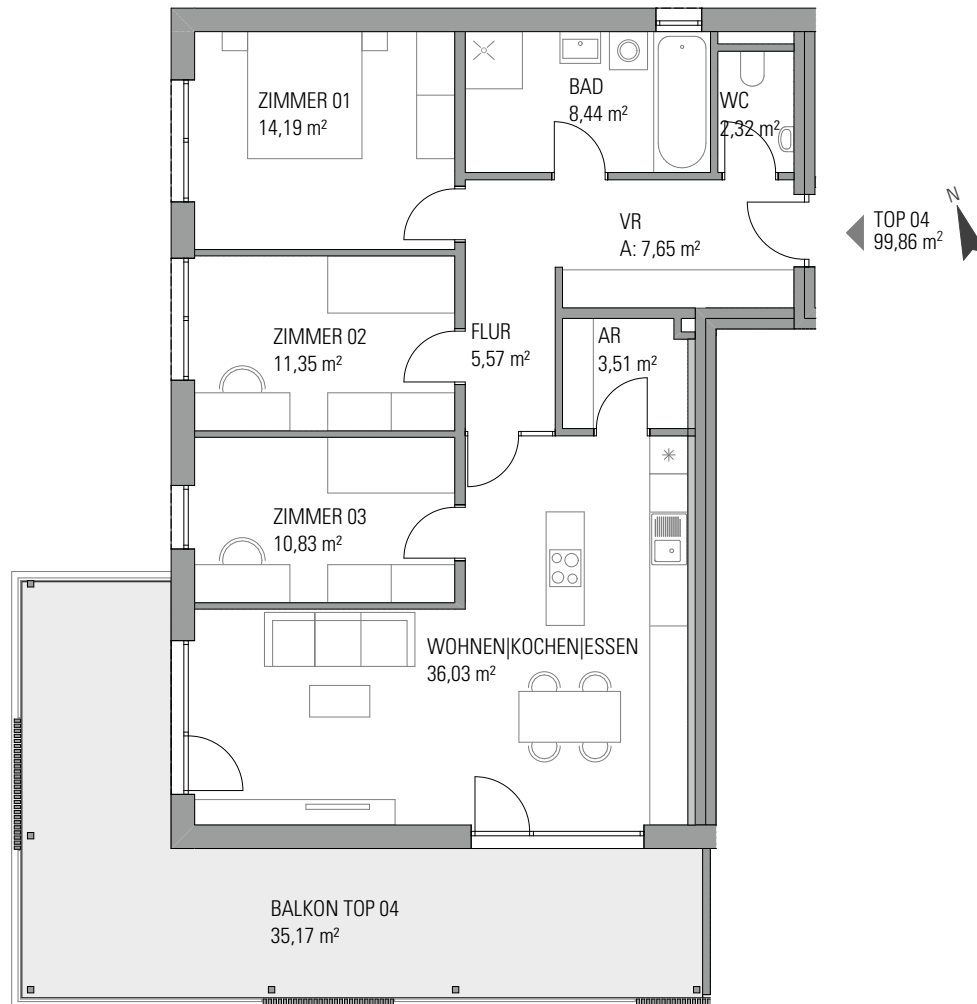 ZIMMER 01
14,19 m²
BAD
8,44 m²
WC
2,32 m²
VR
A: 7,65 m²
TOP 04
99,86 m²
N
ZIMMER 02
11,35 m²
FLUR
5,57 m²
AR
3,51 m²
ZIMMER 03
10,83 m²
WOHNEN|KOCHEN|ESSEN
36,03 m²
BALKON TOP 04
35,17 m²